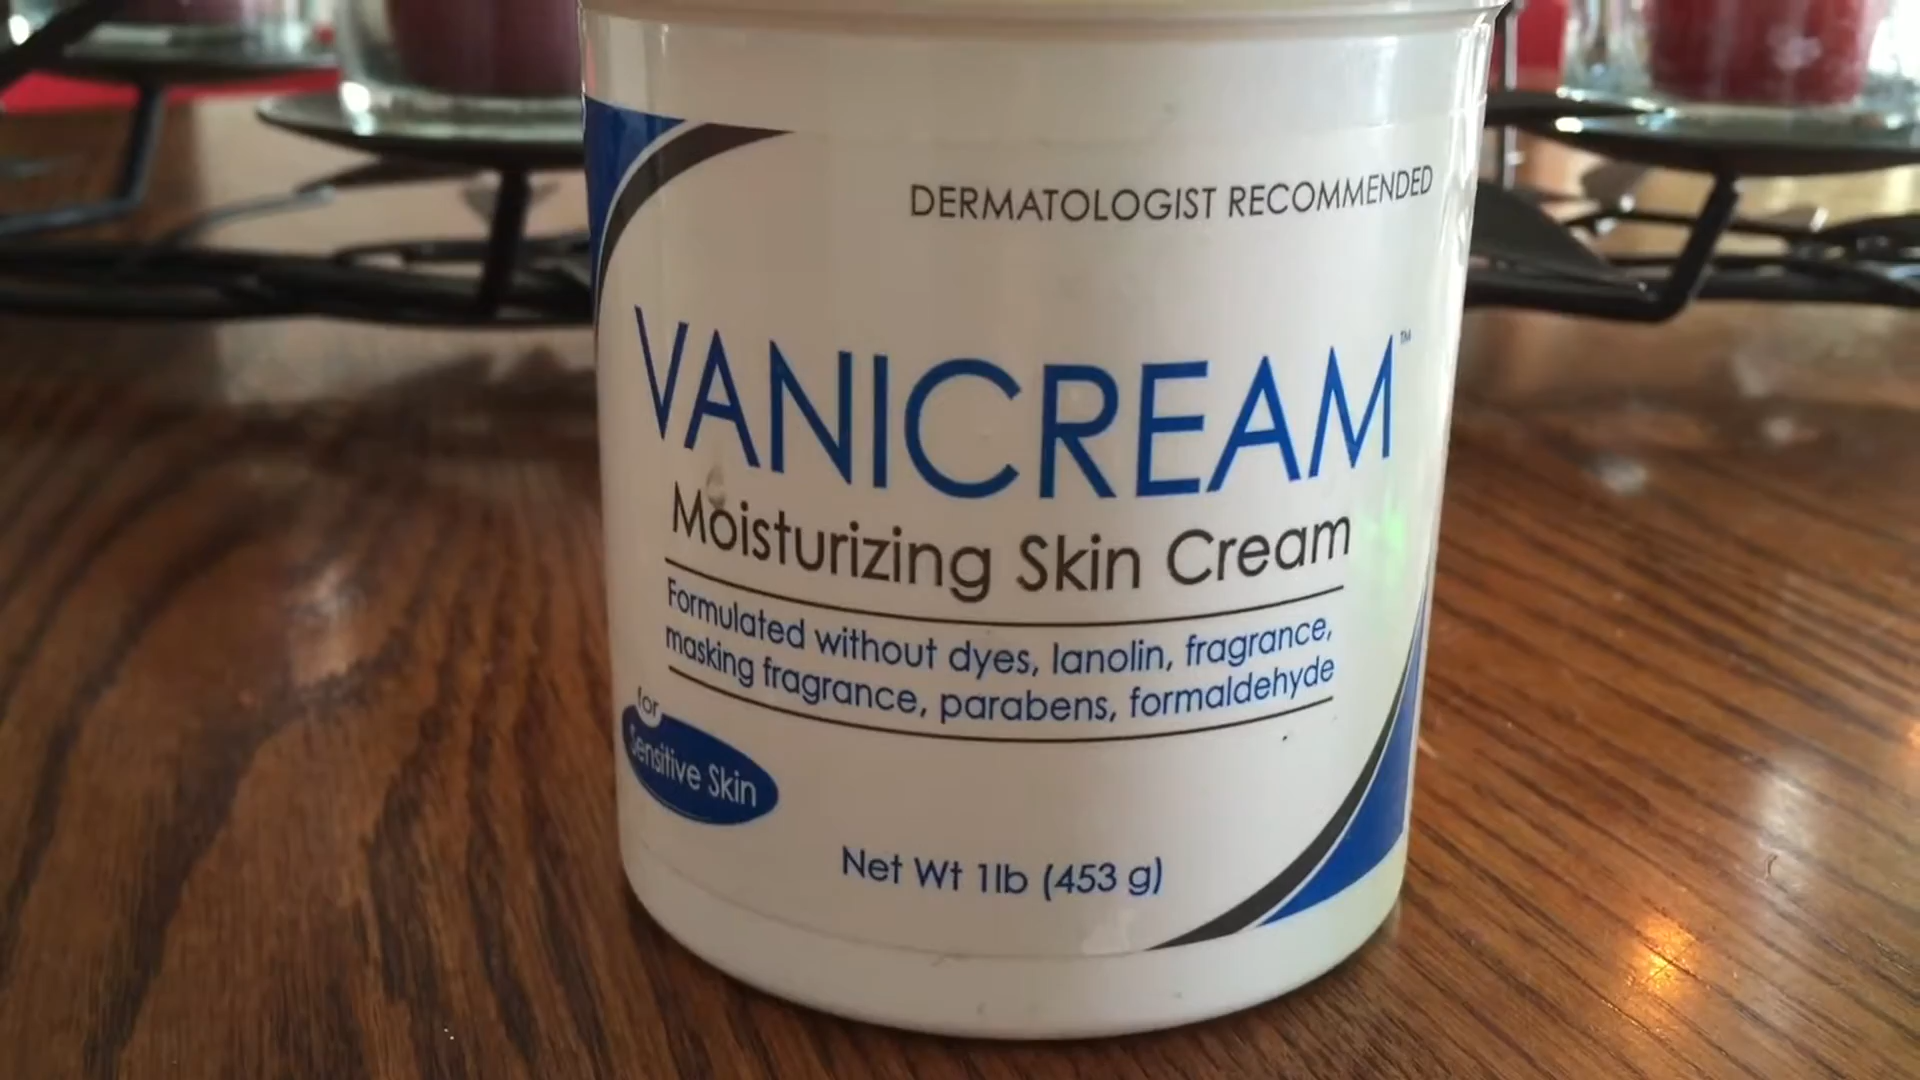 DERMATOLOGIST RECOMMENDED
VANICREAM™
Moisturizing Skin Cream
Formulated without dyes, lanolin, fragrance,
masking fragrance, parabens, formaldehyde
for
Sensitive Skin
Net Wt 1lb (453 g)